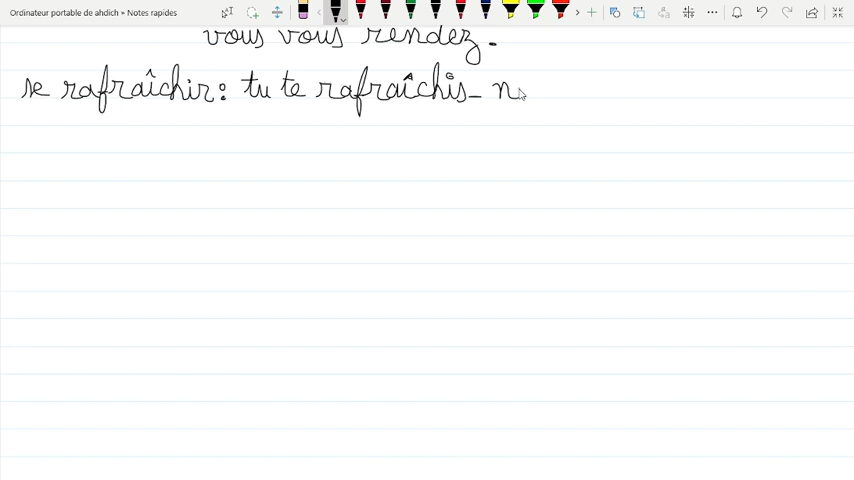 Ordinateur portable de ahdich » Notes rapides
vous vous rendez.
se rafraîchir : tu te rafraîchis - n